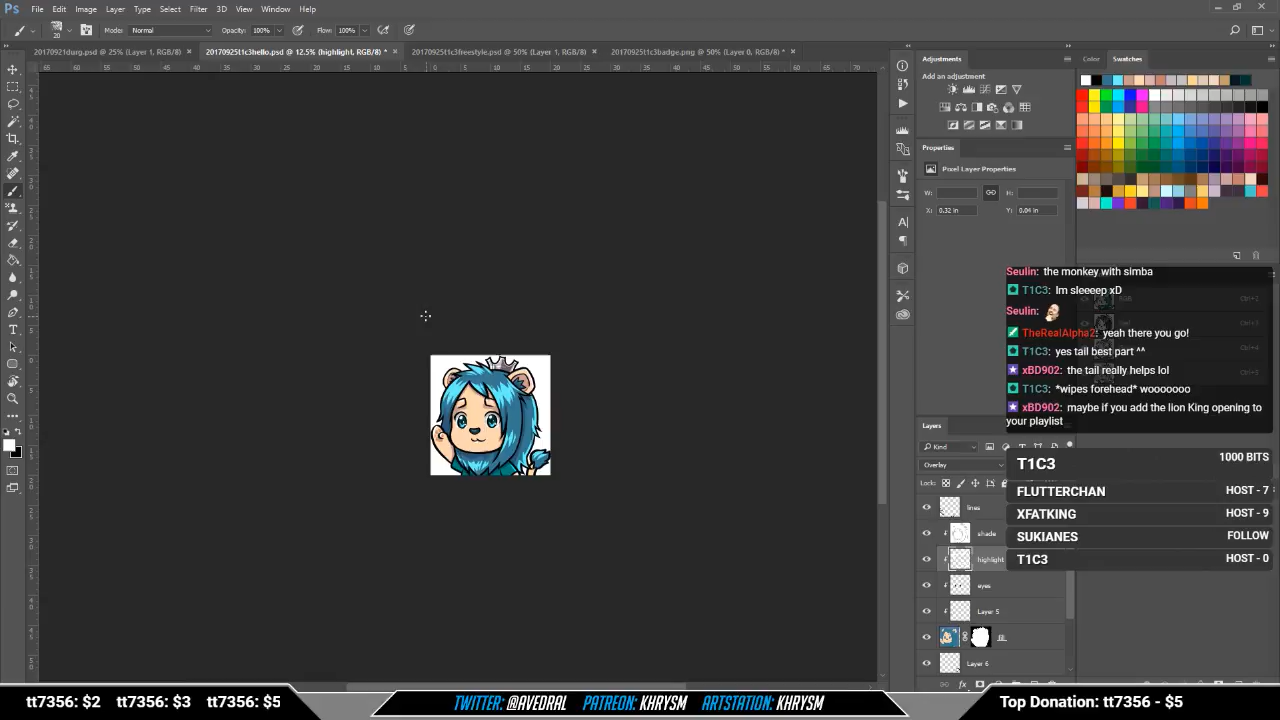 Ps File Edit Image Layer Type Select Filter 3D View Window Help
20 Mode: Normal Opacity: 100% Flow: 100%
20170921durg.psd @ 25% (Layer 1, RGB/8) × 20170925t1c3hello.psd @ 12.5% (highlight, RGB/8) * × 20170925t1c3freestyle.psd @ 50% (Layer 1, RGB/8) × 20170925t1c3badge.png @ 50% (Layer 0, RGB/8) * ×
Adjustments
Add an adjustment
Properties
Pixel Layer Properties
W: H:
X: 0.32 in Y: 0.04 in
Color Swatches
Seulin: the monkey with simba
T1C3: Im sleeeep xD
Seulin:
TheRealAlpha2: yeah there you go!
T1C3: yes tail best part ^^
xBD902: the tail really helps lol
T1C3: *wipes forehead* wooooooo
xBD902: maybe if you add the lion King opening to
your playlist
Layers
Kind
Overlay
Lock:
lines
shade
highlight
eyes
Layer 5
Layer 6
T1C3 1000 BITS
FLUTTERCHAN HOST - 7
XFATKING HOST - 9
SUKIANES FOLLOW
T1C3 HOST - 0
tt7356: $2 tt7356: $3 tt7356: $5
TWITTER: @AVEDRAL PATREON: KHRYSM ARTSTATION: KHRYSM
Top Donation: tt7356 - $5